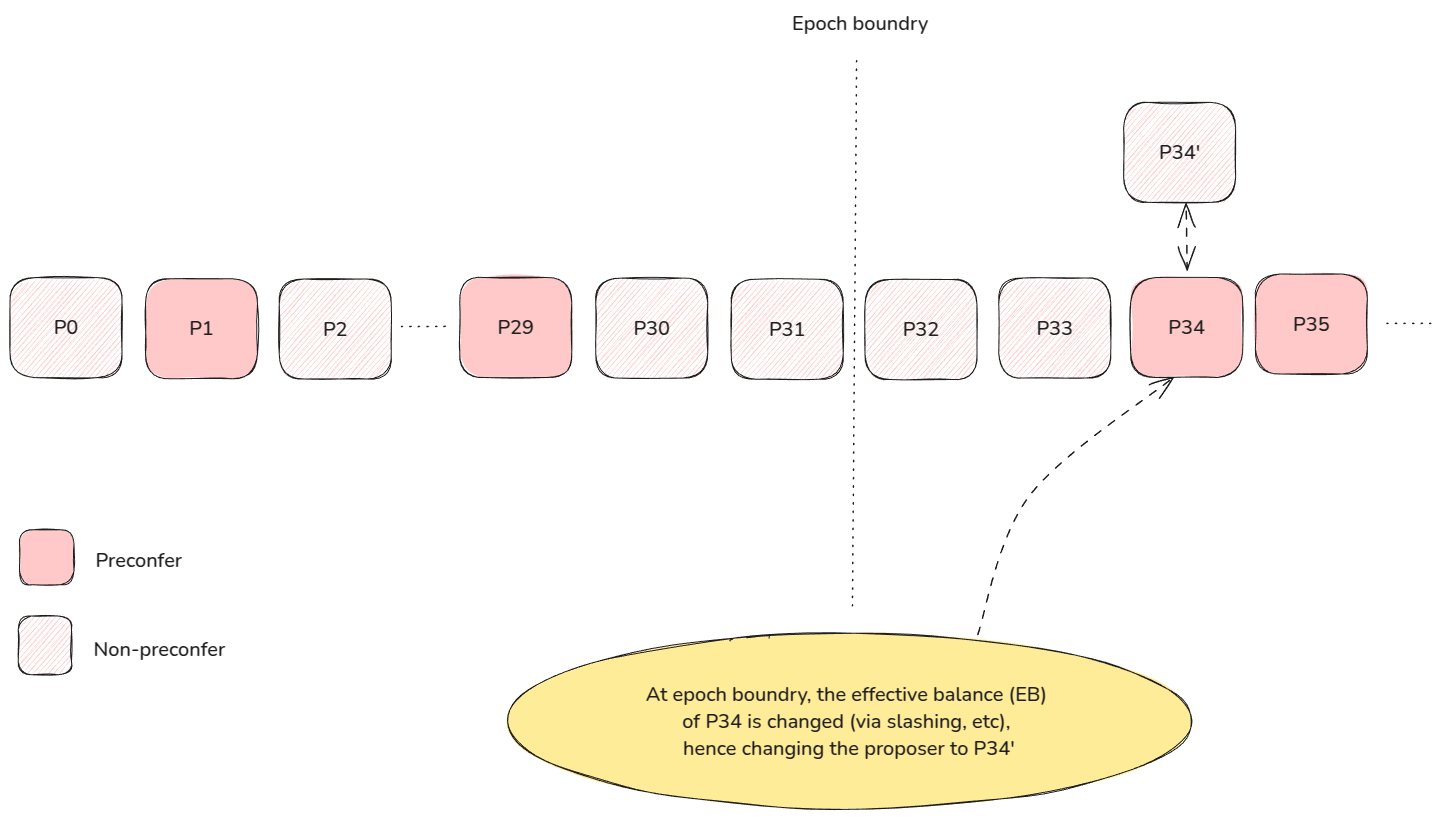 Epoch boundry
P34'
P0
P1
P2
P29
P30
P31
P32
P33
P34
P35
Preconfer
Non-preconfer
At epoch boundry, the effective balance (EB)
of P34 is changed (via slashing, etc),
hence changing the proposer to P34'